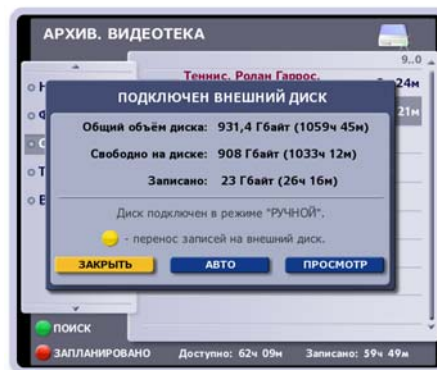 АРХИВ. ВИДЕОТЕКА
9..0
Теннис. Ролан Гаррос.
24м
21м
ПОДКЛЮЧЕН ВНЕШНИЙ ДИСК
Общий объём диска: 931,4 Гбайт (1059ч 45м)
Свободно на диске: 908 Гбайт (1033ч 12м)
Записано: 23 Гбайт (26ч 16м)
Диск подключен в режиме "РУЧНОЙ".
- перенос записей на внешний диск.
ЗАКРЫТЬ АВТО ПРОСМОТР
ПОИСК
ЗАПЛАНИРОВАНО Доступно: 62ч 09м Записано: 59ч 49м